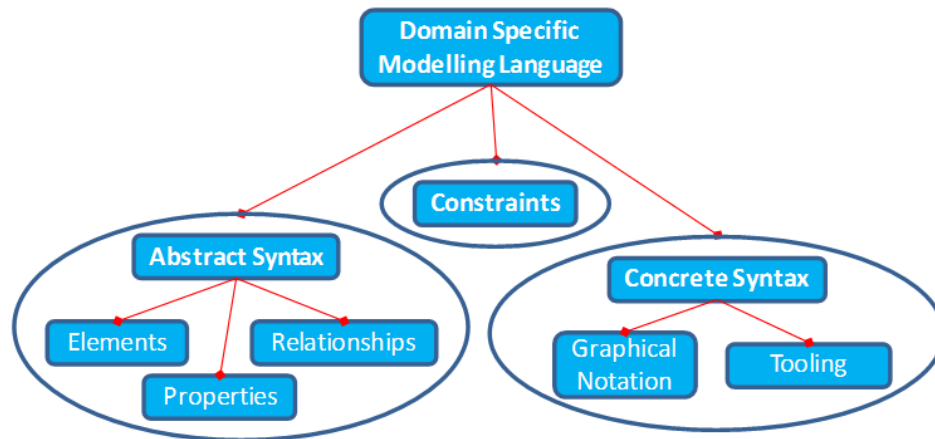 Domain Specific
Modelling Language
Constraints
Abstract Syntax
Elements
Relationships
Properties
Concrete Syntax
Graphical
Notation
Tooling